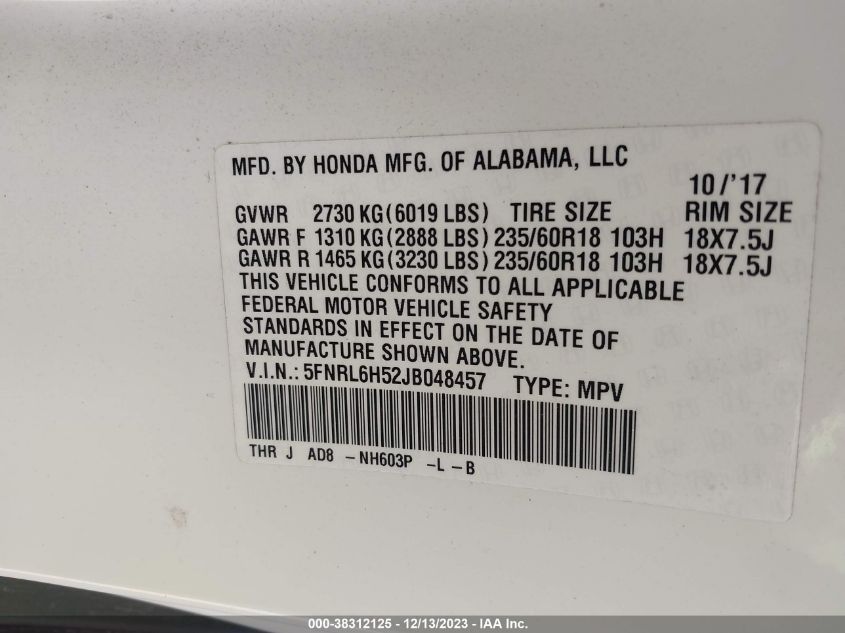 MFD. BY HONDA MFG. OF ALABAMA, LLC
10/'17
GVWR 2730 KG(6019 LBS) TIRE SIZE RIM SIZE
GAWR F 1310 KG(2888 LBS) 235/60R18 103H 18X7.5J
GAWR R 1465 KG(3230 LBS) 235/60R18 103H 18X7.5J
THIS VEHICLE CONFORMS TO ALL APPLICABLE
FEDERAL MOTOR VEHICLE SAFETY
STANDARDS IN EFFECT ON THE DATE OF
MANUFACTURE SHOWN ABOVE.
V.I.N.: 5FNRL6H52JB048457 TYPE: MPV
THR J AD8 -NH603P -L -B
000-38312125 - 12/13/2023 - IAA Inc.